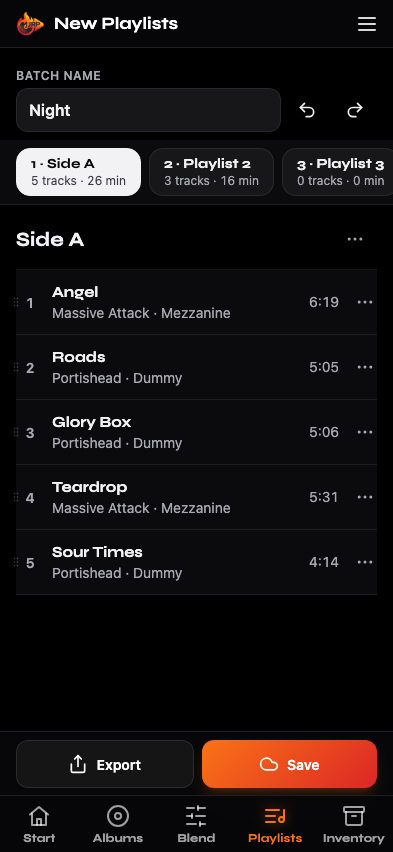 New Playlists
BATCH NAME
Night
1 · Side A
5 tracks · 26 min
2 · Playlist 2
3 tracks · 16 min
3 · Playlist 3
0 tracks · 0 min
Side A
1
Angel
Massive Attack · Mezzanine
6:19
2
Roads
Portishead · Dummy
5:05
3
Glory Box
Portishead · Dummy
5:06
4
Teardrop
Massive Attack · Mezzanine
5:31
5
Sour Times
Portishead · Dummy
4:14
Export
Save
Start
Albums
Blend
Playlists
Inventory